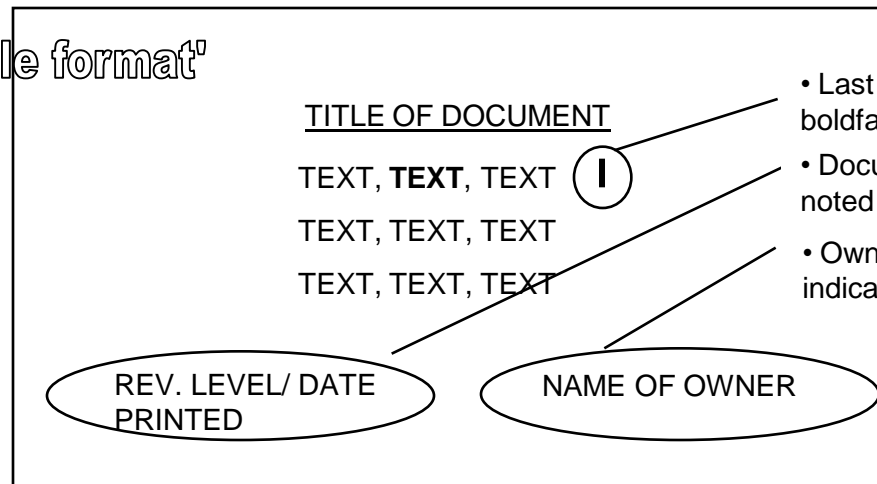 le format'
TITLE OF DOCUMENT
TEXT, TEXT, TEXT I
TEXT, TEXT, TEXT
TEXT, TEXT, TEXT
• Last
boldfa
• Docu
noted
• Own
indica
REV. LEVEL/ DATE
PRINTED
NAME OF OWNER